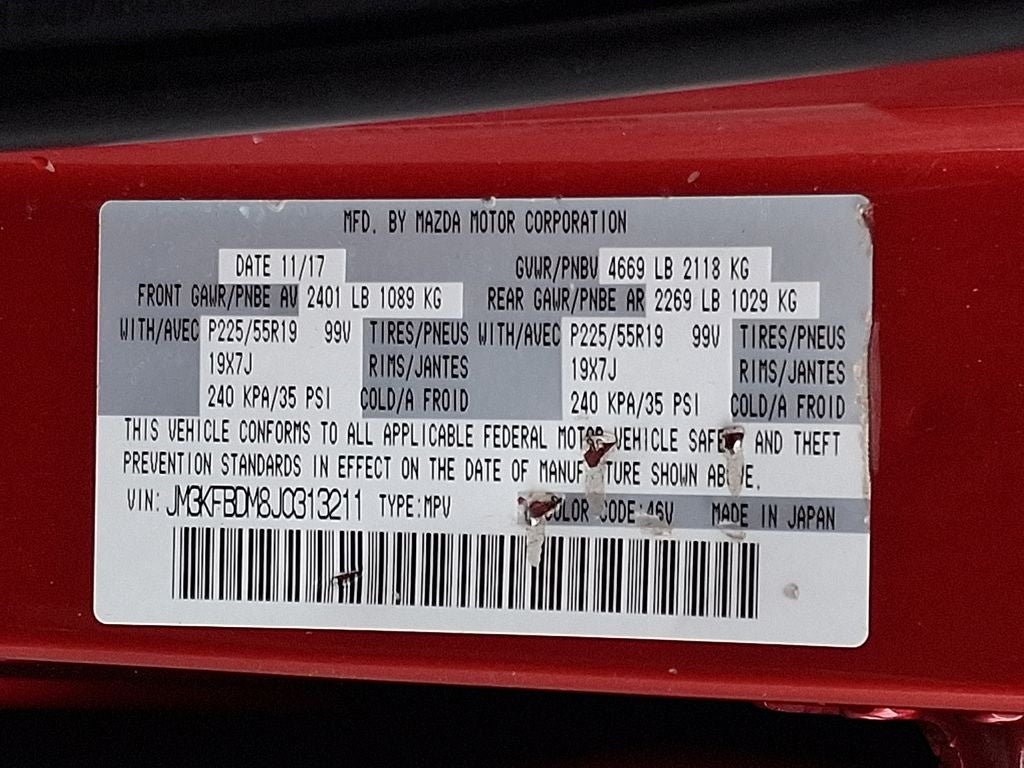 MFD. BY MAZDA MOTOR CORPORATION
DATE 11/17 GVWR/PNBV 4669 LB 2118 KG
FRONT GAWR/PNBE AV 2401 LB 1089 KG REAR GAWR/PNBE AR 2269 LB 1029 KG
WITH/AVEC P225/55R19 99V TIRES/PNEUS WITH/AVEC P225/55R19 99V TIRES/PNEUS
19X7J RIMS/JANTES 19X7J RIMS/JANTES
240 KPA/35 PSI COLD/A FROID 240 KPA/35 PSI COLD/A FROID
THIS VEHICLE CONFORMS TO ALL APPLICABLE FEDERAL MOTOR VEHICLE SAFETY AND THEFT
PREVENTION STANDARDS IN EFFECT ON THE DATE OF MANUFACTURE SHOWN ABOVE.
VIN: JM3KFBDM8J0313211 TYPE:MPV COLOR CODE:46V MADE IN JAPAN